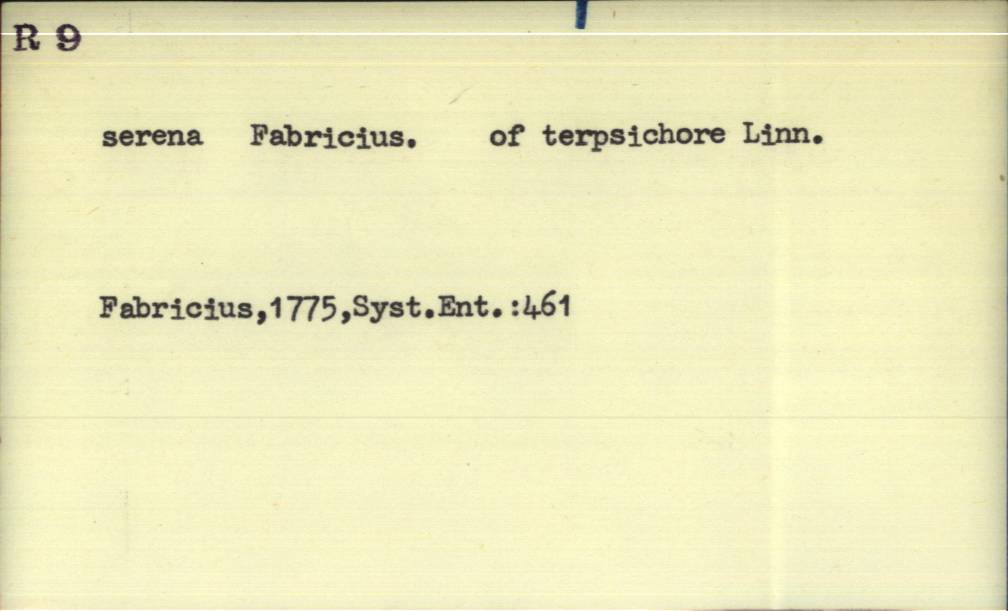 R 9
serena Fabricius. of terpsichore Linn.
Fabricius,1775,Syst.Ent.:461